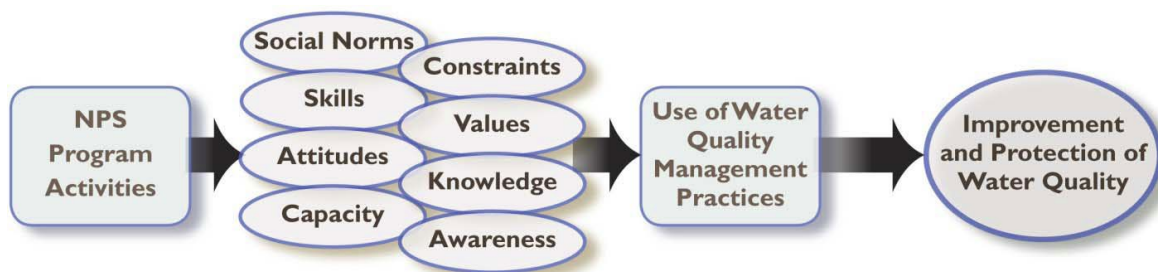 NPS
Program
Activities
Social Norms
Constraints
Skills
Values
Attitudes
Knowledge
Capacity
Awareness
Use of Water
Quality
Management
Practices
Improvement
and Protection of
Water Quality